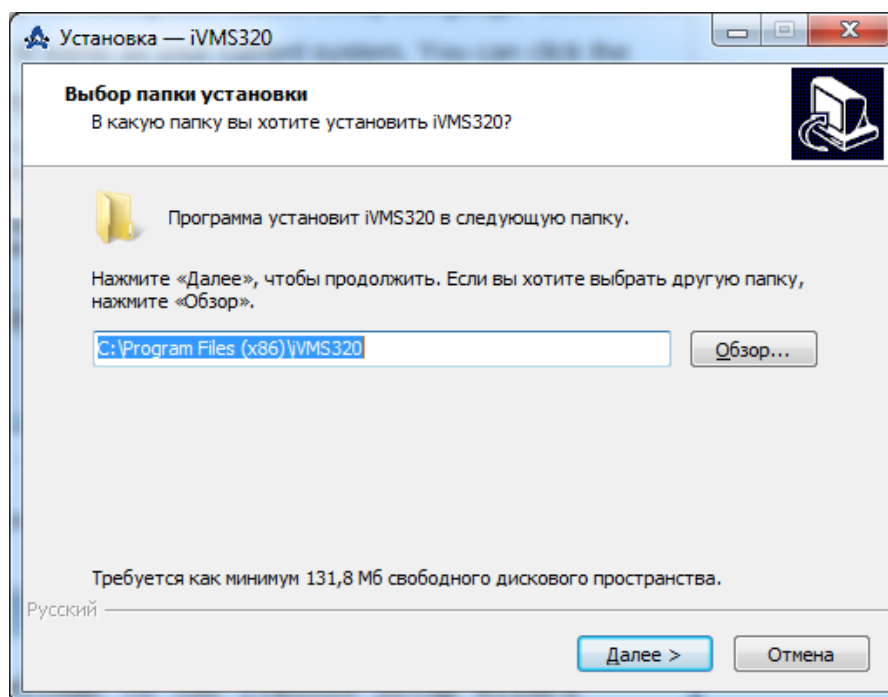 Установка — iVMS320
Выбор папки установки
В какую папку вы хотите установить iVMS320?
Программа установит iVMS320 в следующую папку.
Нажмите «Далее», чтобы продолжить. Если вы хотите выбрать другую папку,
нажмите «Обзор».
C:\Program Files (x86)\iVMS320
Обзор...
Требуется как минимум 131,8 Мб свободного дискового пространства.
Русский
Далее >
Отмена